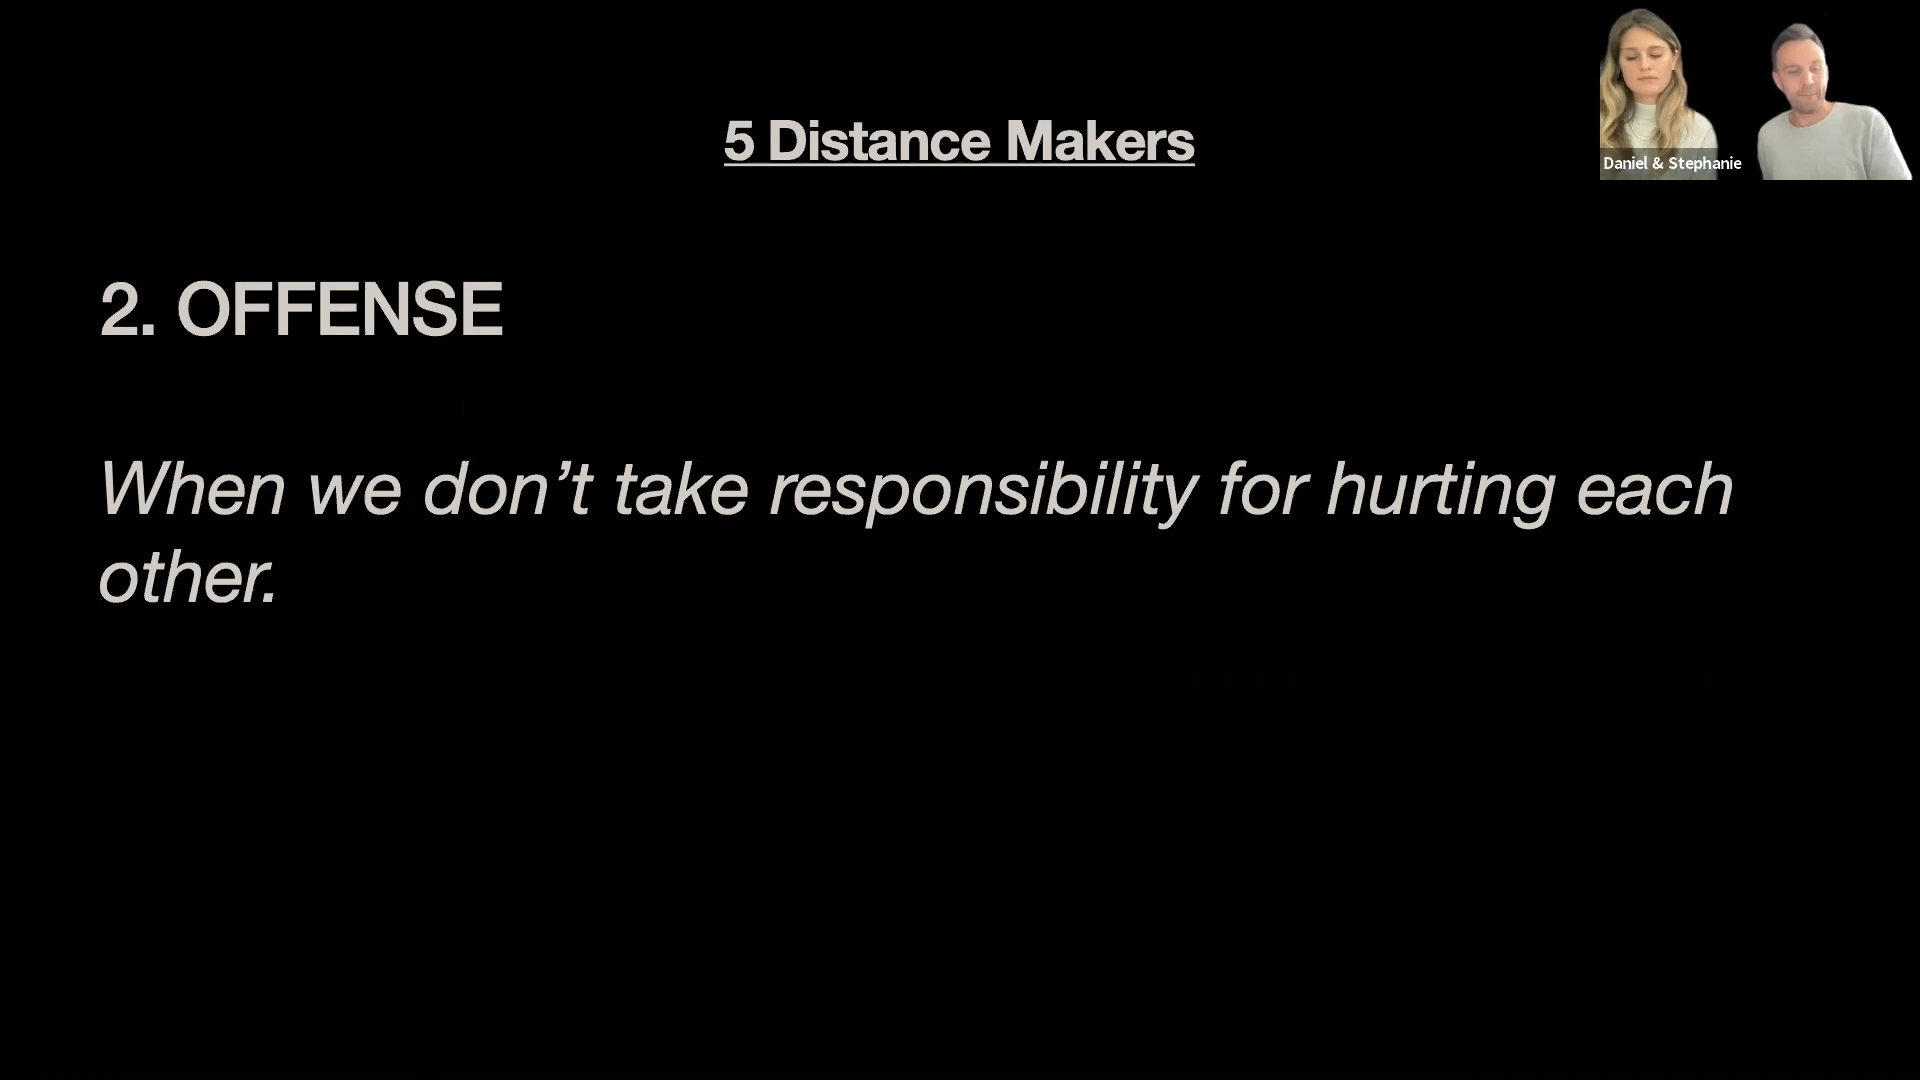 5 Distance Makers
Daniel & Stephanie
2. OFFENSE
When we don’t take responsibility for hurting each
other.